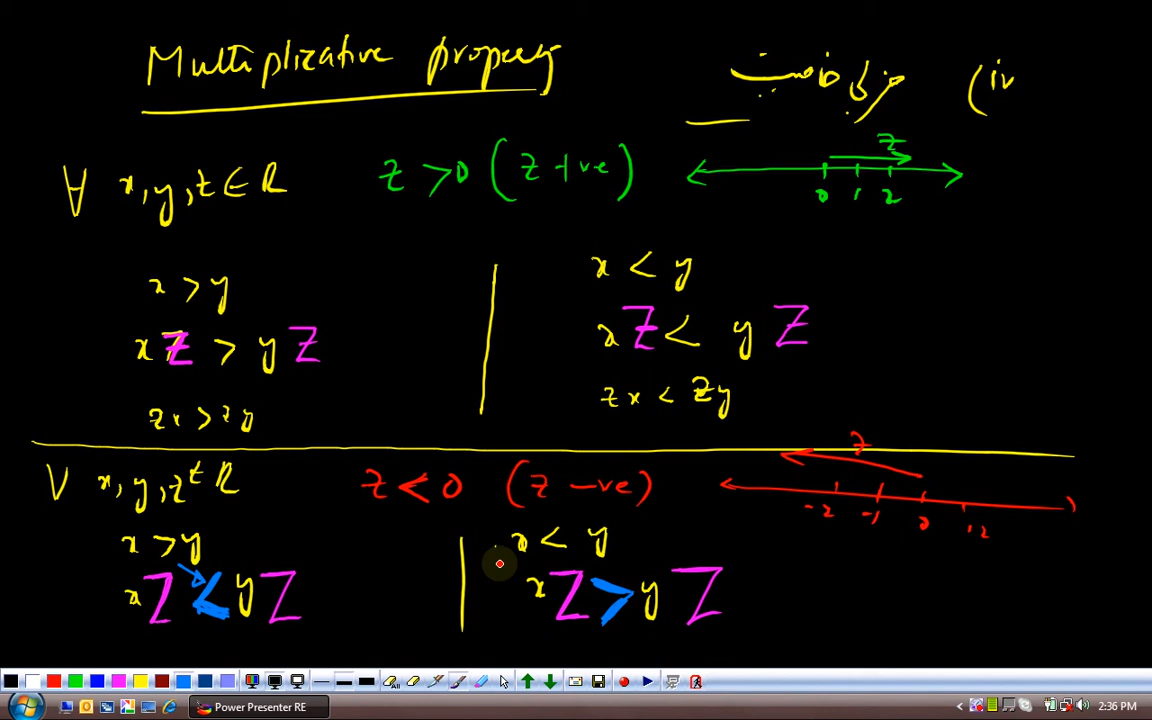 Multiplicative property
ضربی خاصیت (iv
∀ x, y, z ∈ R z > 0 (z +ve)
z
0 1 2
x > y
xZ > yZ
zx > zy
x < y
xZ < yZ
zx < zy
∀ x, y, z ∈ R z < 0 (z -ve)
z
-2 -1 0 1 2
x > y
xZ < yZ
x < y
xZ > yZ
Power Presenter RE
2:36 PM